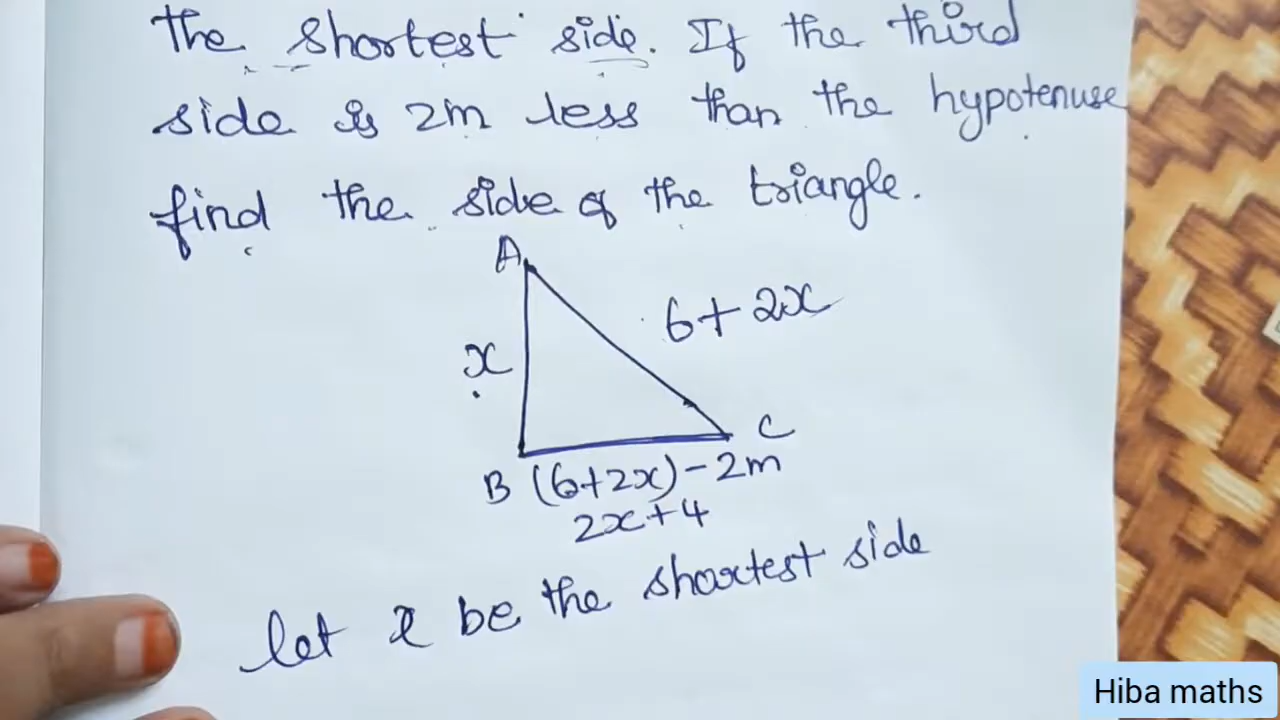 the shortest side. If the third
side is 2m less than the hypotenuse
find the side of the triangle.
A
6+2x
x
C
B (6+2x)-2m
2x+4
let x be the shortest side
Hiba maths